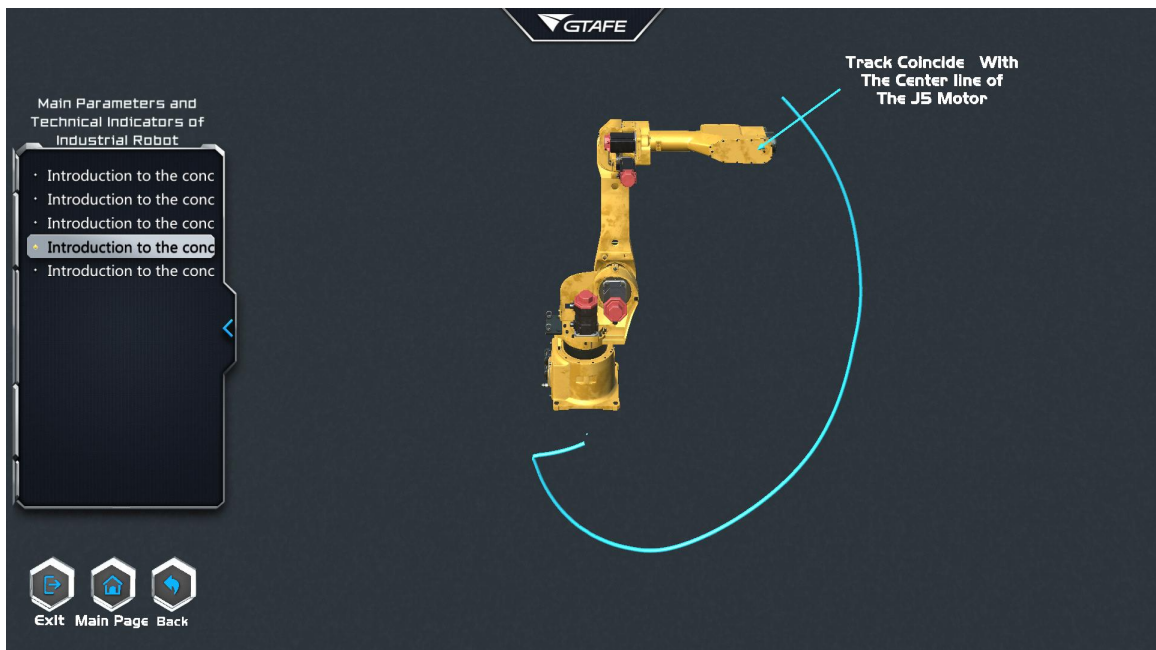 GTAFE
Track Coincide With
The Center line of
The J5 Motor
Main Parameters and
Technical Indicators of
Industrial Robot
· Introduction to the conc
· Introduction to the conc
· Introduction to the conc
· Introduction to the conc
· Introduction to the conc
Exit Main Page Back